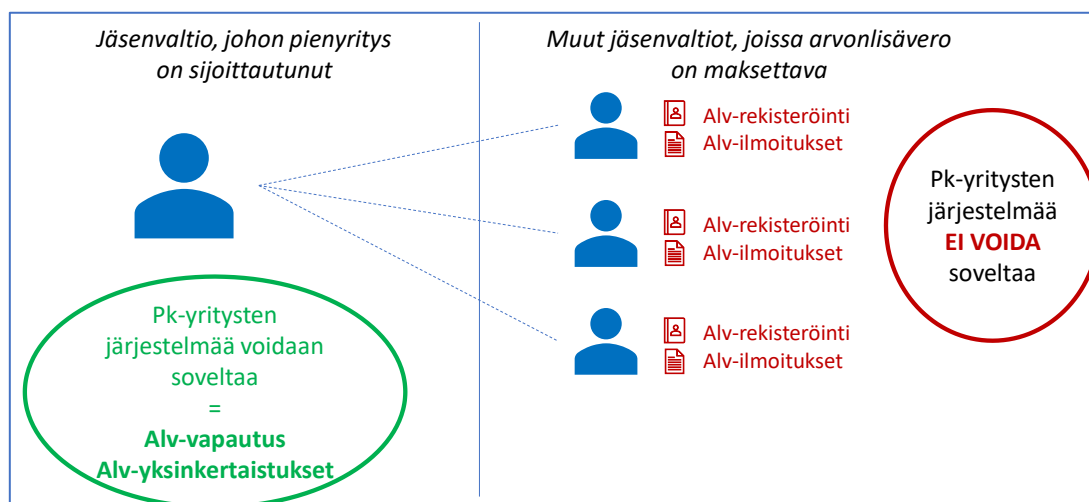 Jäsenvaltio, johon pienyritys
on sijoittautunut
Pk-yritysten
järjestelmää voidaan
soveltaa
=
Alv-vapautus
Alv-yksinkertaistukset
Muut jäsenvaltiot, joissa arvonlisävero
on maksettava
Alv-rekisteröinti
Alv-ilmoitukset
Alv-rekisteröinti
Alv-ilmoitukset
Alv-rekisteröinti
Alv-ilmoitukset
Pk-yritysten
järjestelmää
EI VOIDA
soveltaa